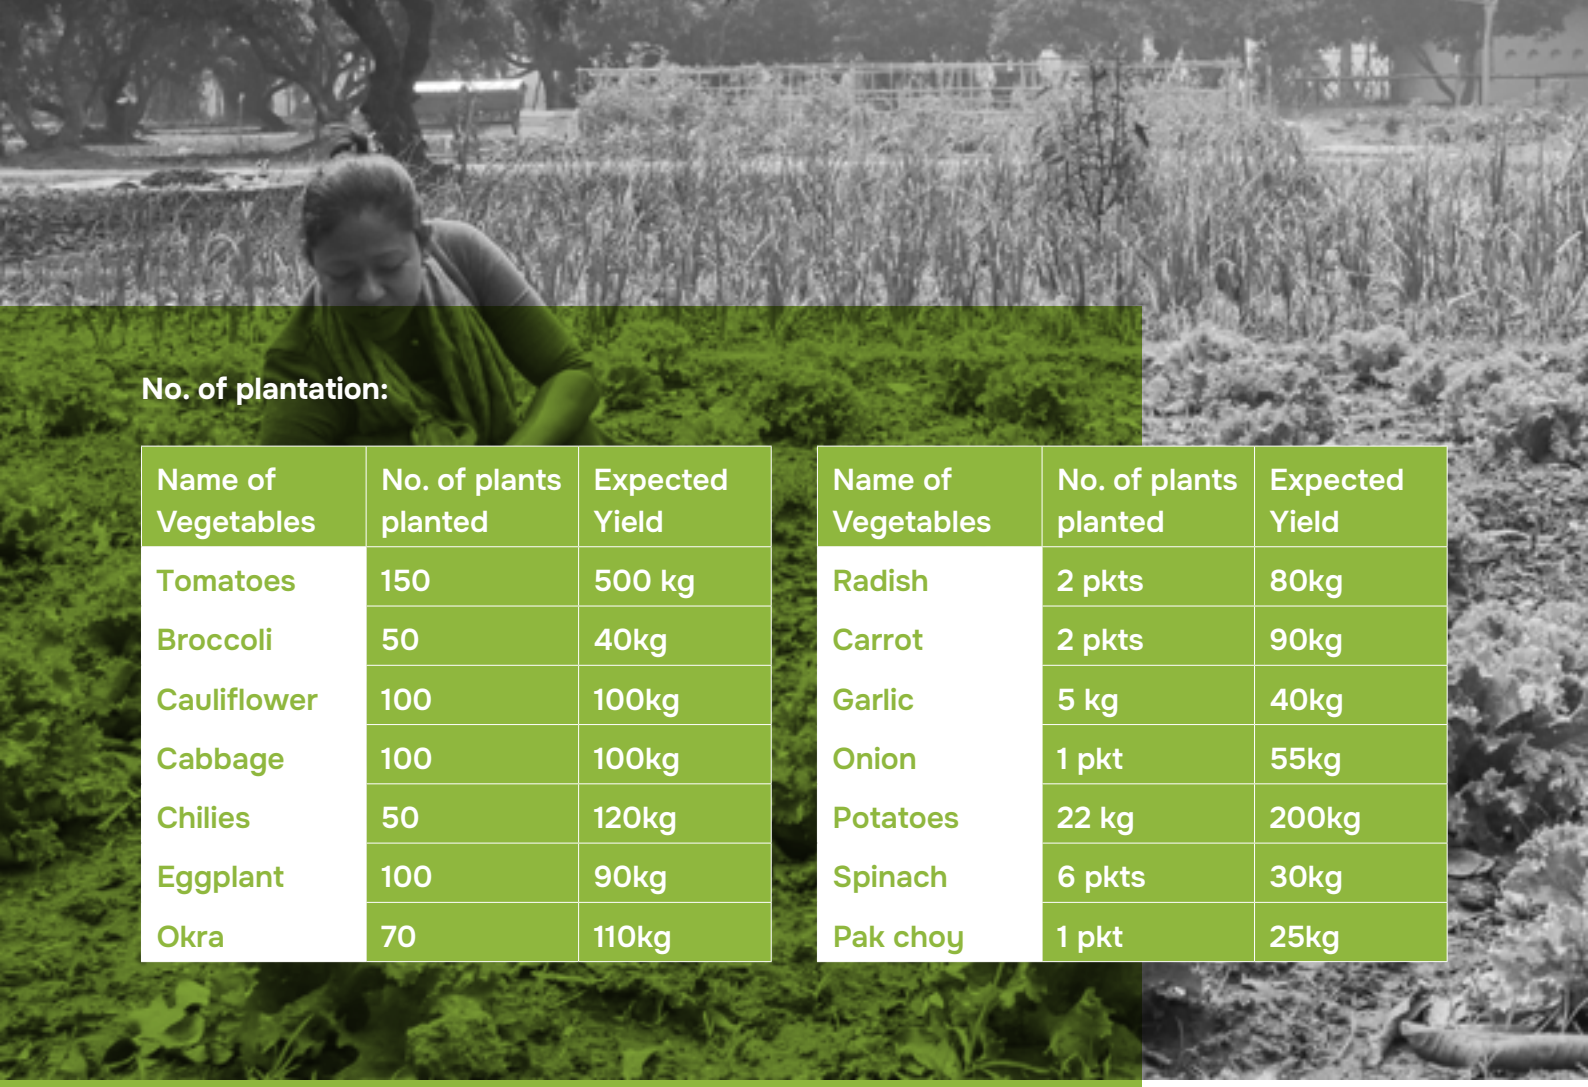 No. of plantation:
Name of Vegetables No. of plants planted Expected Yield
Tomatoes 150 500 kg
Broccoli 50 40kg
Cauliflower 100 100kg
Cabbage 100 100kg
Chilies 50 120kg
Eggplant 100 90kg
Okra 70 110kg
Name of Vegetables No. of plants planted Expected Yield
Radish 2 pkts 80kg
Carrot 2 pkts 90kg
Garlic 5 kg 40kg
Onion 1 pkt 55kg
Potatoes 22 kg 200kg
Spinach 6 pkts 30kg
Pak choy 1 pkt 25kg